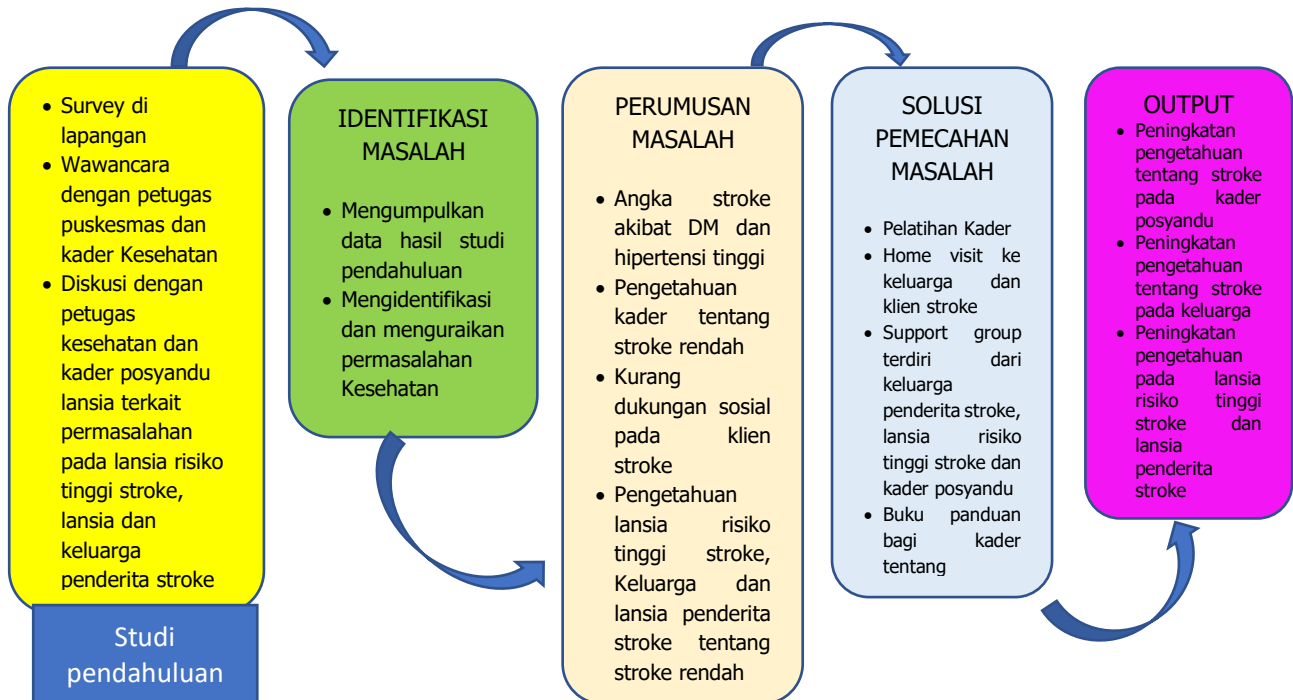 • Survey di
lapangan
• Wawancara
dengan petugas
puskesmas dan
kader Kesehatan
• Diskusi dengan
petugas
kesehatan dan
kader posyandu
lansia terkait
permasalahan
pada lansia risiko
tinggi stroke,
lansia dan
keluarga
penderita stroke
Studi
pendahuluan
IDENTIFIKASI
MASALAH
• Mengumpulkan
data hasil studi
pendahuluan
• Mengidentifikasi
dan menguraikan
permasalahan
Kesehatan
PERUMUSAN
MASALAH
• Angka stroke
akibat DM dan
hipertensi tinggi
• Pengetahuan
kader tentang
stroke rendah
• Kurang
dukungan sosial
pada klien
stroke
• Pengetahuan
lansia risiko
tinggi stroke,
Keluarga dan
lansia penderita
stroke tentang
stroke rendah
SOLUSI
PEMECAHAN
MASALAH
• Pelatihan Kader
• Home visit ke
keluarga dan
klien stroke
• Support group
terdiri dari
keluarga
penderita stroke,
lansia risiko
tinggi stroke dan
kader posyandu
• Buku panduan
bagi kader
tentang
OUTPUT
• Peningkatan
pengetahuan
tentang stroke
pada kader
posyandu
• Peningkatan
pengetahuan
tentang stroke
pada keluarga
• Peningkatan
pengetahuan
pada lansia
risiko tinggi
stroke dan
lansia
penderita
stroke